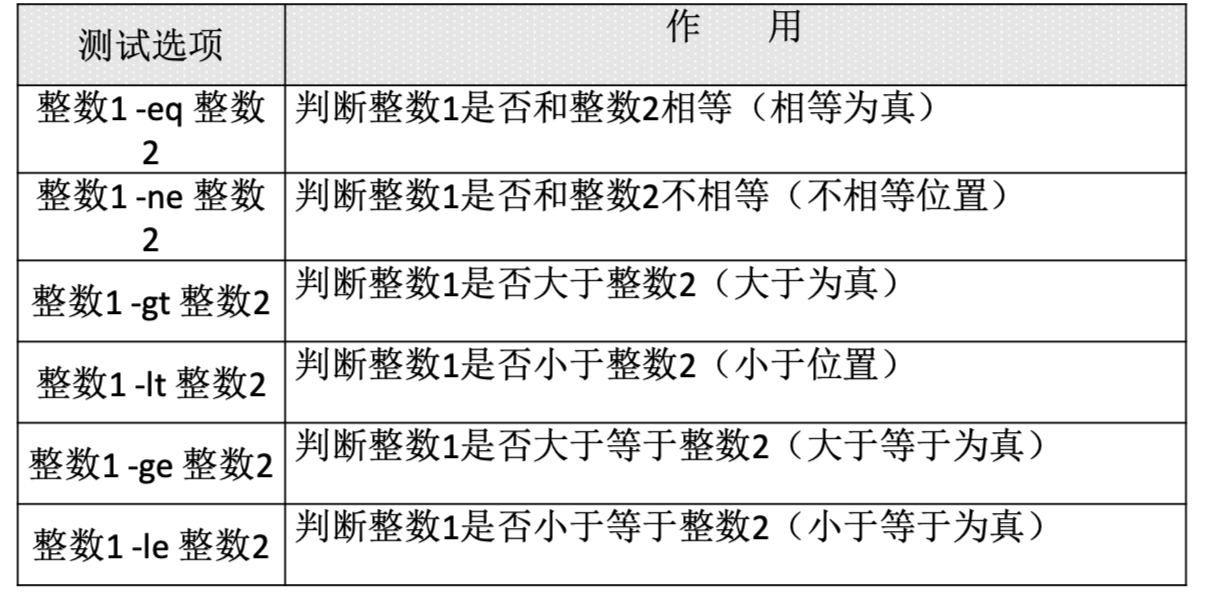 测试选项
作 用
整数1 -eq 整数
2
判断整数1是否和整数2相等（相等为真）
整数1 -ne 整数
2
判断整数1是否和整数2不相等（不相等位置）
整数1 -gt 整数2
判断整数1是否大于整数2（大于为真）
整数1 -lt 整数2
判断整数1是否小于整数2（小于位置）
整数1 -ge 整数2
判断整数1是否大于等于整数2（大于等于为真）
整数1 -le 整数2
判断整数1是否小于等于整数2（小于等于为真）